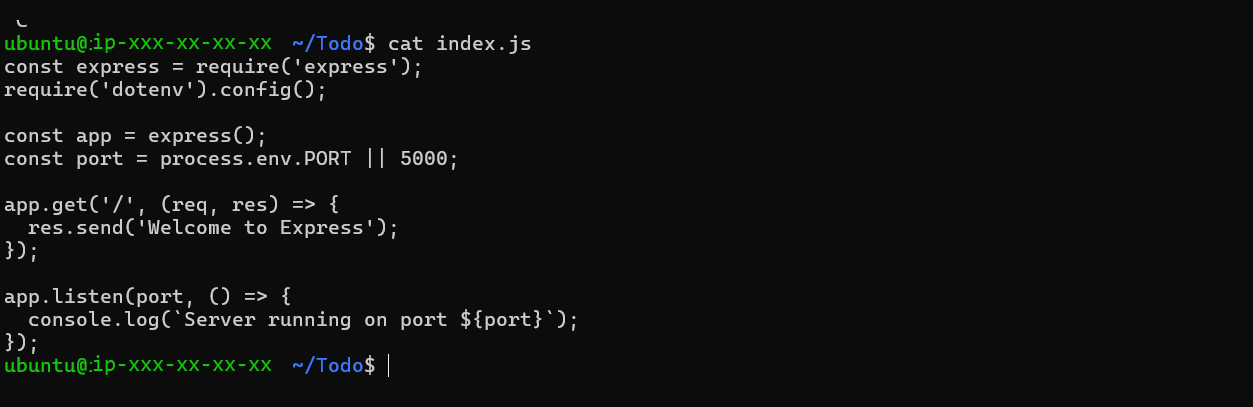 ubuntu@ip-xxx-xx-xx-xx ~/Todo$ cat index.js
const express = require('express');
require('dotenv').config();

const app = express();
const port = process.env.PORT || 5000;

app.get('/', (req, res) => {
  res.send('Welcome to Express');
});

app.listen(port, () => {
  console.log(`Server running on port ${port}`);
});
ubuntu@ip-xxx-xx-xx-xx ~/Todo$